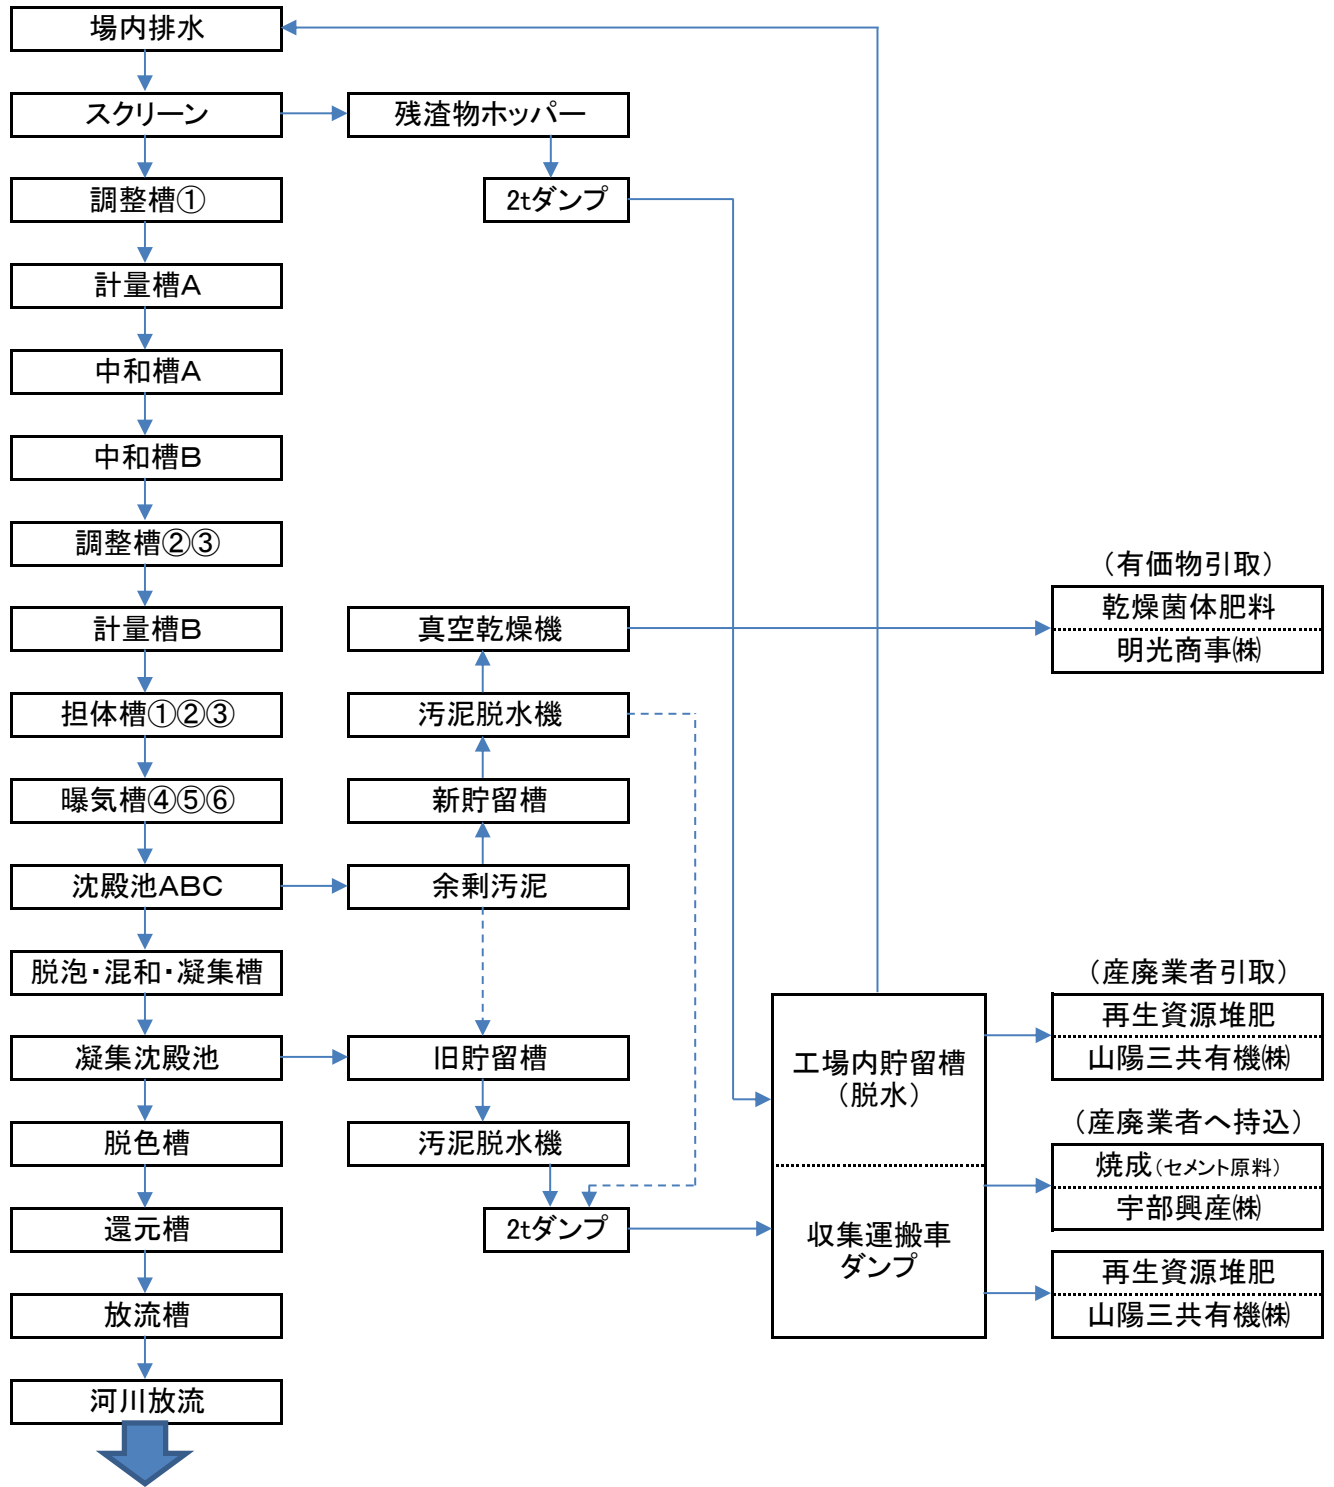 場内排水
スクリーン
残渣物ホッパー
調整槽①
2tダンプ
計量槽A
中和槽A
中和槽B
調整槽②③
(有価物引取)
計量槽B
真空乾燥機
乾燥菌体肥料
明光商事㈱
担体槽①②③
汚泥脱水機
曝気槽④⑤⑥
新貯留槽
沈殿池ABC
余剰汚泥
脱泡・混和・凝集槽
(産廃業者引取)
凝集沈殿池
旧貯留槽
工場内貯留槽
(脱水)
再生資源堆肥
山陽三共有機㈱
脱色槽
汚泥脱水機
(産廃業者へ持込)
焼成(セメント原料)
宇部興産㈱
還元槽
2tダンプ
収集運搬車
ダンプ
再生資源堆肥
山陽三共有機㈱
放流槽
河川放流